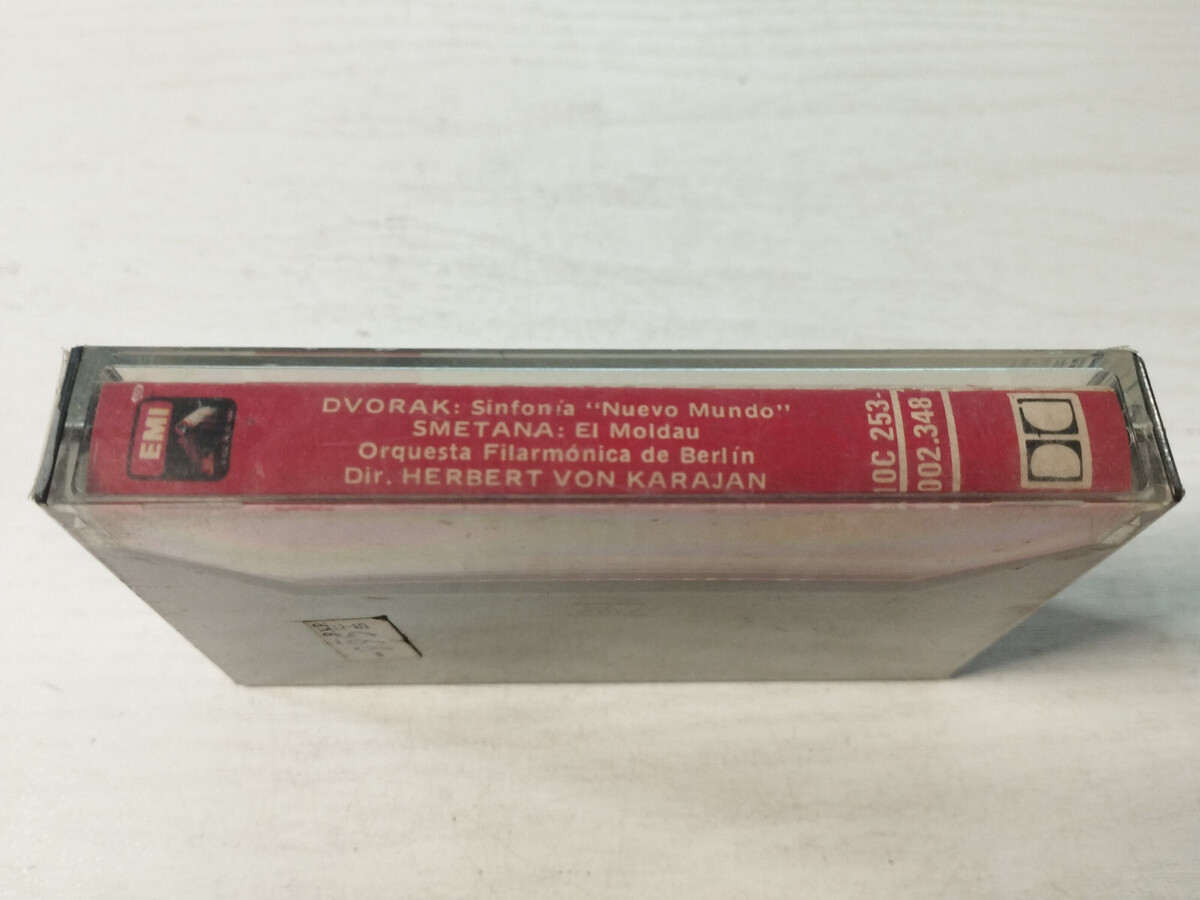 EMI
DVORAK: Sinfonía "Nuevo Mundo"
SMETANA: El Moldau
Orquesta Filarmónica de Berlín
Dir. HERBERT VON KARAJAN
10C 253-
002.348